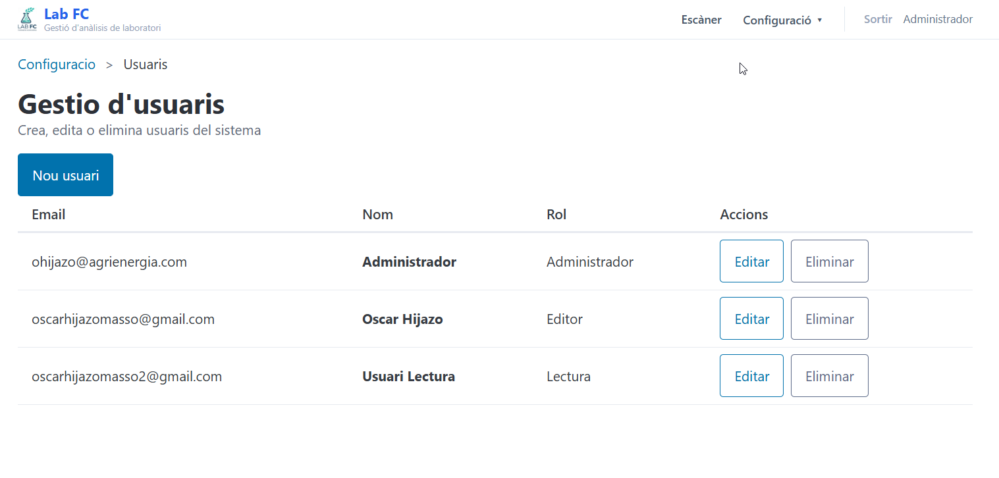 LAB FC
Lab FC
Gestió d'anàlisis de laboratori
Escàner Configuració ▾ Sortir Administrador
Configuracio > Usuaris
Gestio d'usuaris
Crea, edita o elimina usuaris del sistema
Nou usuari
Email Nom Rol Accions
ohijazo@agrienergia.com Administrador Administrador Editar Eliminar
oscarhijazomasso@gmail.com Oscar Hijazo Editor Editar Eliminar
oscarhijazomasso2@gmail.com Usuari Lectura Lectura Editar Eliminar